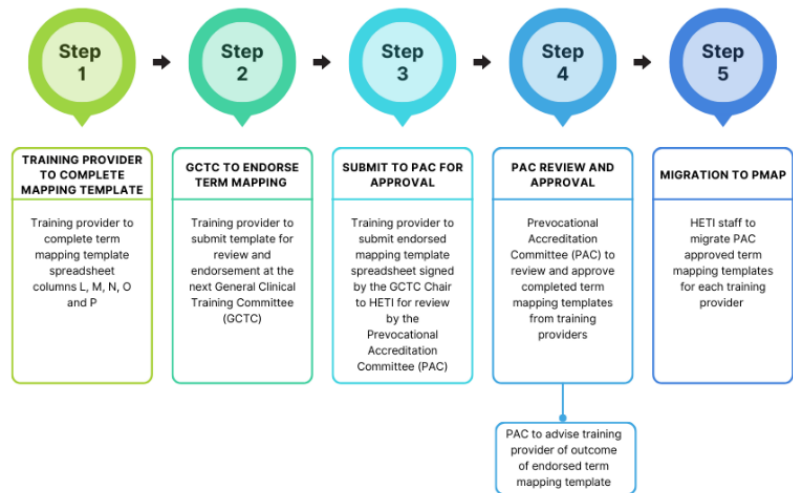 Step
1
Step
2
Step
3
Step
4
Step
5
TRAINING PROVIDER
TO COMPLETE
MAPPING TEMPLATE
Training provider to
complete term
mapping template
spreadsheet
columns L, M, N, O
and P
GCTC TO ENDORSE
TERM MAPPING
Training provider to
submit template for
review and
endorsement at the
next General Clinical
Training Committee
(GCTC)
SUBMIT TO PAC FOR
APPROVAL
Training provider to
submit endorsed
mapping template
spreadsheet signed
by the GCTC Chair
to HETI for review
by the
Prevocational
Accreditation
Committee (PAC)
PAC REVIEW AND
APPROVAL
Prevocational
Accreditation
Committee (PAC) to
review and approve
completed term
mapping templates
from training
providers
PAC to advise training
provider of outcome
of endorsed term
mapping template
MIGRATION TO PMAP
HETI staff to
migrate PAC
approved term
mapping templates
for each training
provider